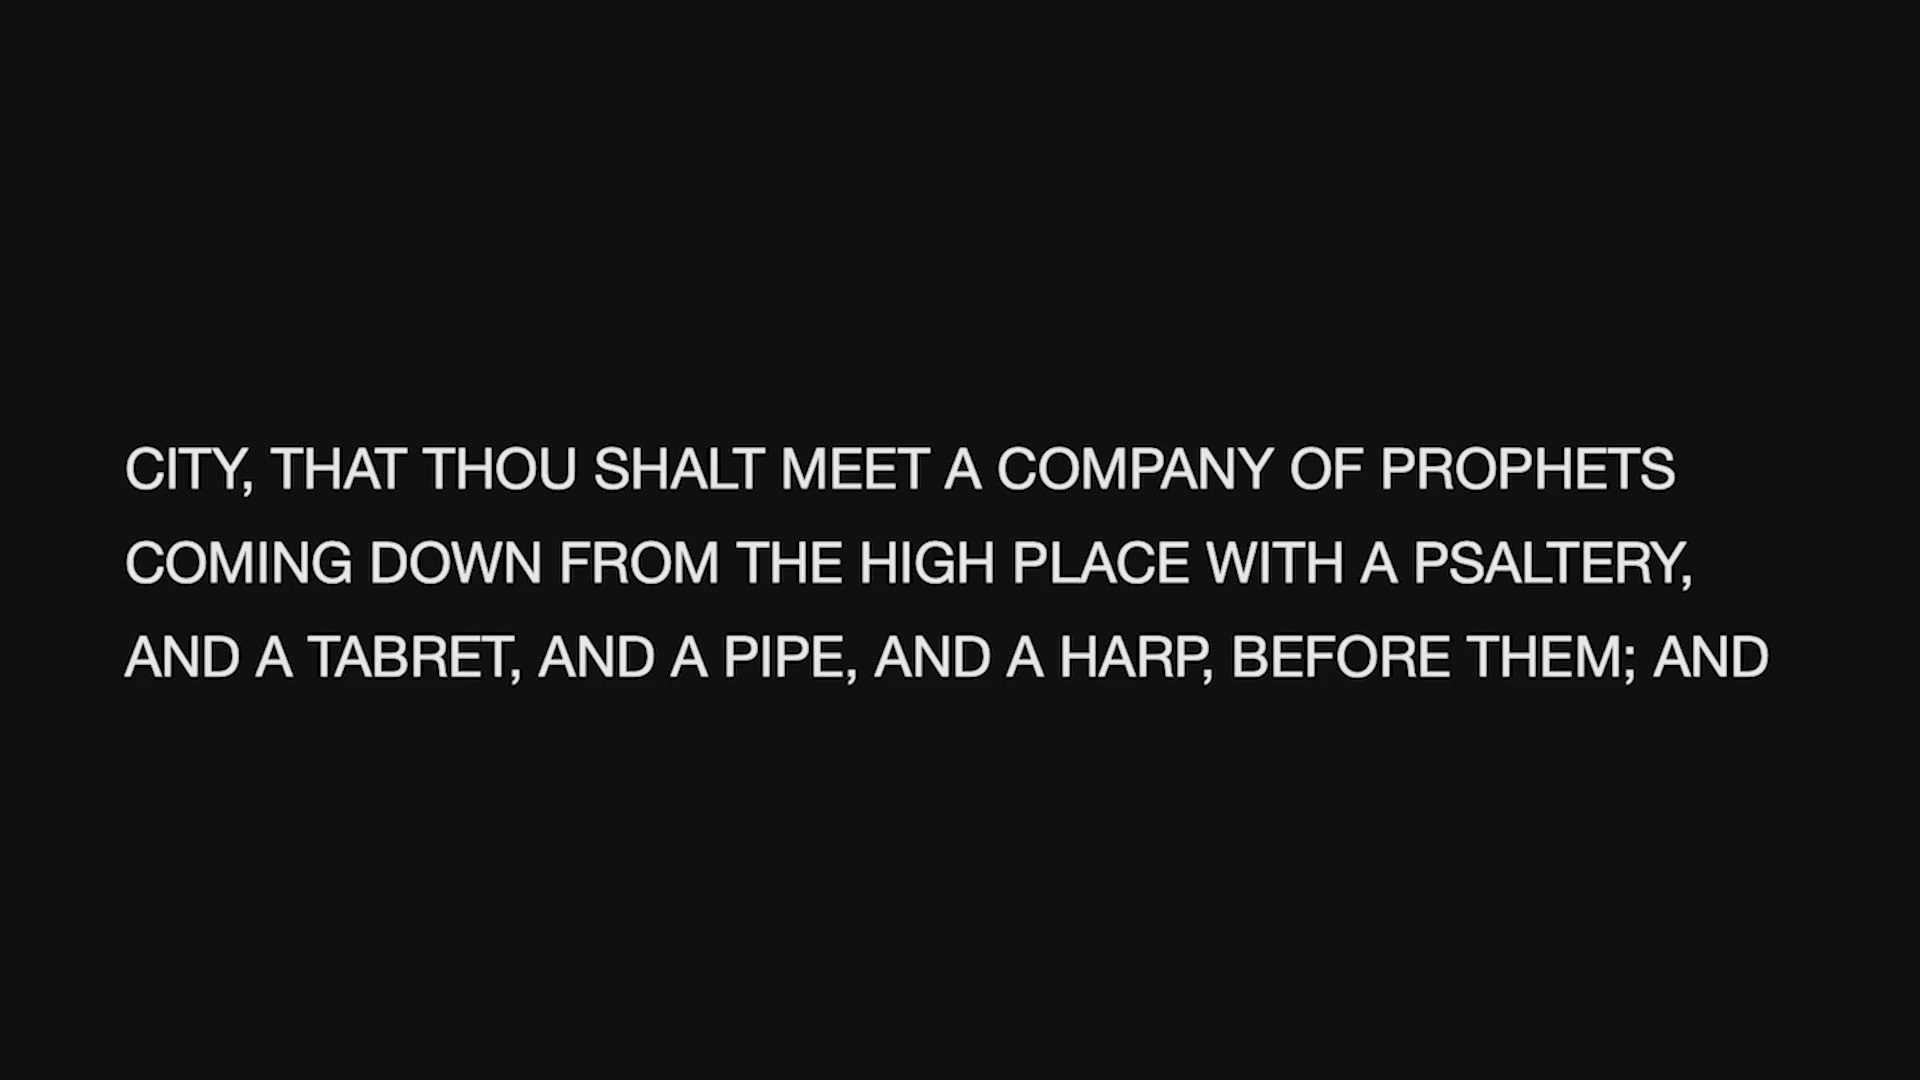 CITY, THAT THOU SHALT MEET A COMPANY OF PROPHETS
COMING DOWN FROM THE HIGH PLACE WITH A PSALTERY,
AND A TABRET, AND A PIPE, AND A HARP, BEFORE THEM; AND